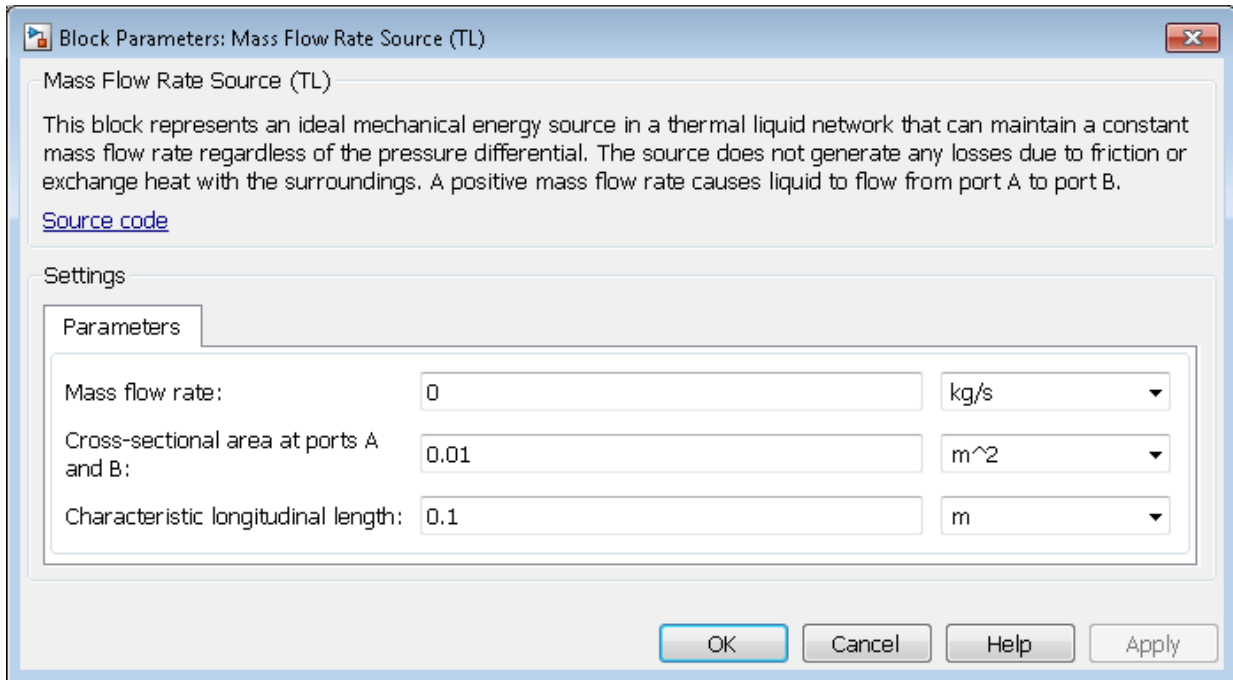 Block Parameters: Mass Flow Rate Source (TL)
Mass Flow Rate Source (TL)
This block represents an ideal mechanical energy source in a thermal liquid network that can maintain a constant
mass flow rate regardless of the pressure differential. The source does not generate any losses due to friction or
exchange heat with the surroundings. A positive mass flow rate causes liquid to flow from port A to port B.
Source code
Settings
Parameters
Mass flow rate: 0 kg/s
Cross-sectional area at ports A
and B: 0.01 m^2
Characteristic longitudinal length: 0.1 m
OK Cancel Help Apply